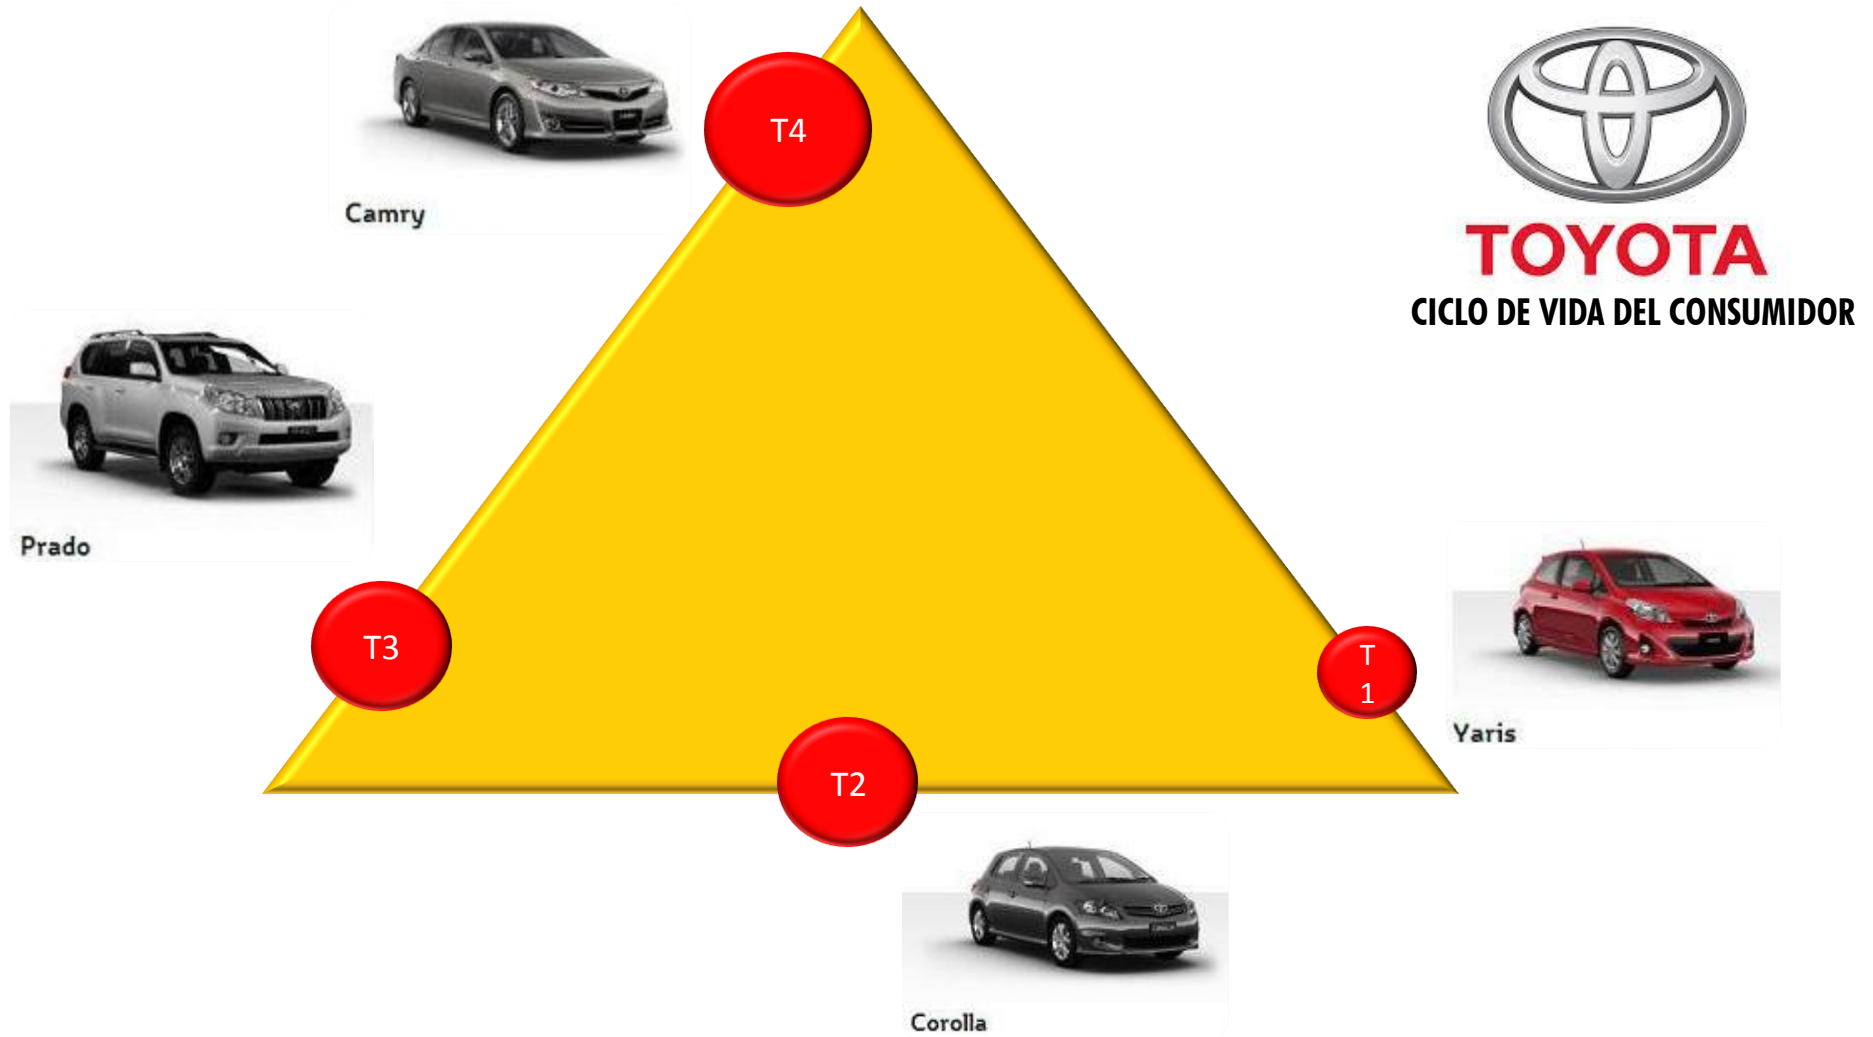 T4
TOYOTA
CICLO DE VIDA DEL CONSUMIDOR
Camry
Prado
T3
T
1
Yaris
T2
Corolla